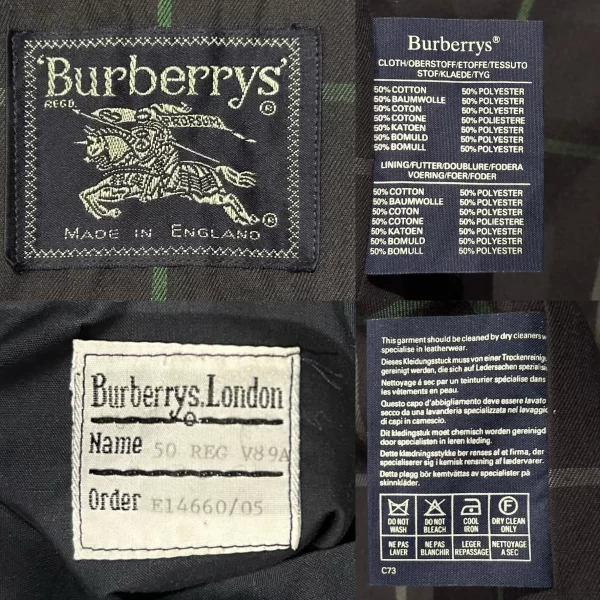 'Burberrys'
REGD.
PRORSUM
®
®
MADE IN ENGLAND
Burberrys®
CLOTH/OBERSTOFF/ETOFFE/TESSUTO
STOF/KLAEDE/TYG
50% COTTON 50% POLYESTER
50% BAUMWOLLE 50% POLYESTER
50% COTON 50% POLYESTER
50% COTONE 50% POLIESTERE
50% KATOEN 50% POLYESTER
50% BOMULD 50% POLYESTER
50% BOMULL 50% POLYESTER
LINING/FUTTER/DOUBLURE/FODERA
VOERING/FOER/FODER
50% COTTON 50% POLYESTER
50% BAUMWOLLE 50% POLYESTER
50% COTON 50% POLYESTER
50% COTONE 50% POLIESTERE
50% KATOEN 50% POLYESTER
50% BOMULD 50% POLYESTER
50% BOMULL 50% POLYESTER
Burberrys. London
Name 50 REG V89A
Order E14660/05
This garment should be cleaned by dry cleaners w
specialise in leatherwear.
Dieses Kleidungsstuck muss von einer Trockenreinig
gereinigt werden, die sich auf Ledersachen spezialisi
Nettoyage á sec par un teinturier spécialise dans
les vêtements en peau.
Questo capo d'abbigliamento deve essere lavato
secco da una lavanderia specializzata nel lavaggio
di capi in camoscio.
Dit kledingstuk moet chemisch worden gereinigd
door specialisten in leren kleding.
Dette klædningsstykke bør renses af et firma, der
specialiserer sig i kemisk rensning af lædervarer.
Detta plagg bör kemtvättas av specialister på
skinnkläder.
DO NOT WASH
DO NOT BLEACH
COOL IRON
DRY CLEAN ONLY
NE PAS LAVER
NE PAS BLANCHIR
LEGER REPASSAGE
NETTOYAGE A SEC
C73